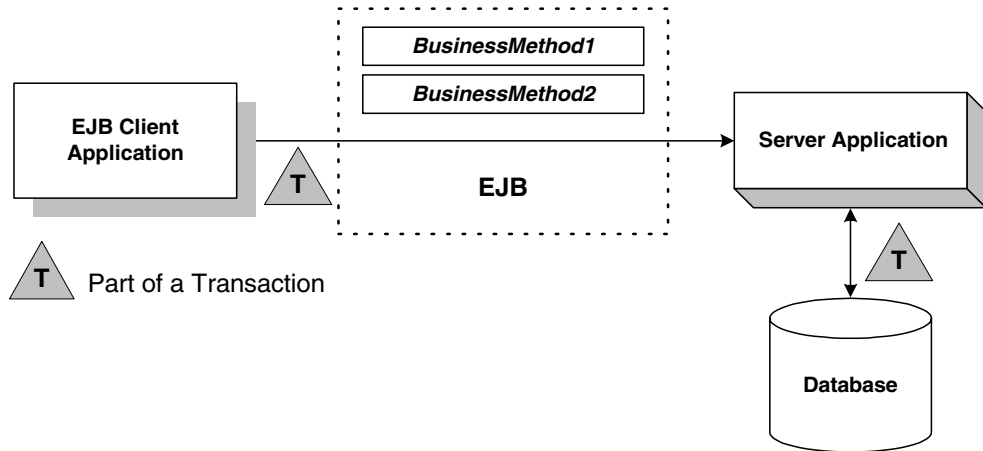 BusinessMethod1
BusinessMethod2
EJB Client
Application
Server Application
T
EJB
T
T
Part of a Transaction
Database